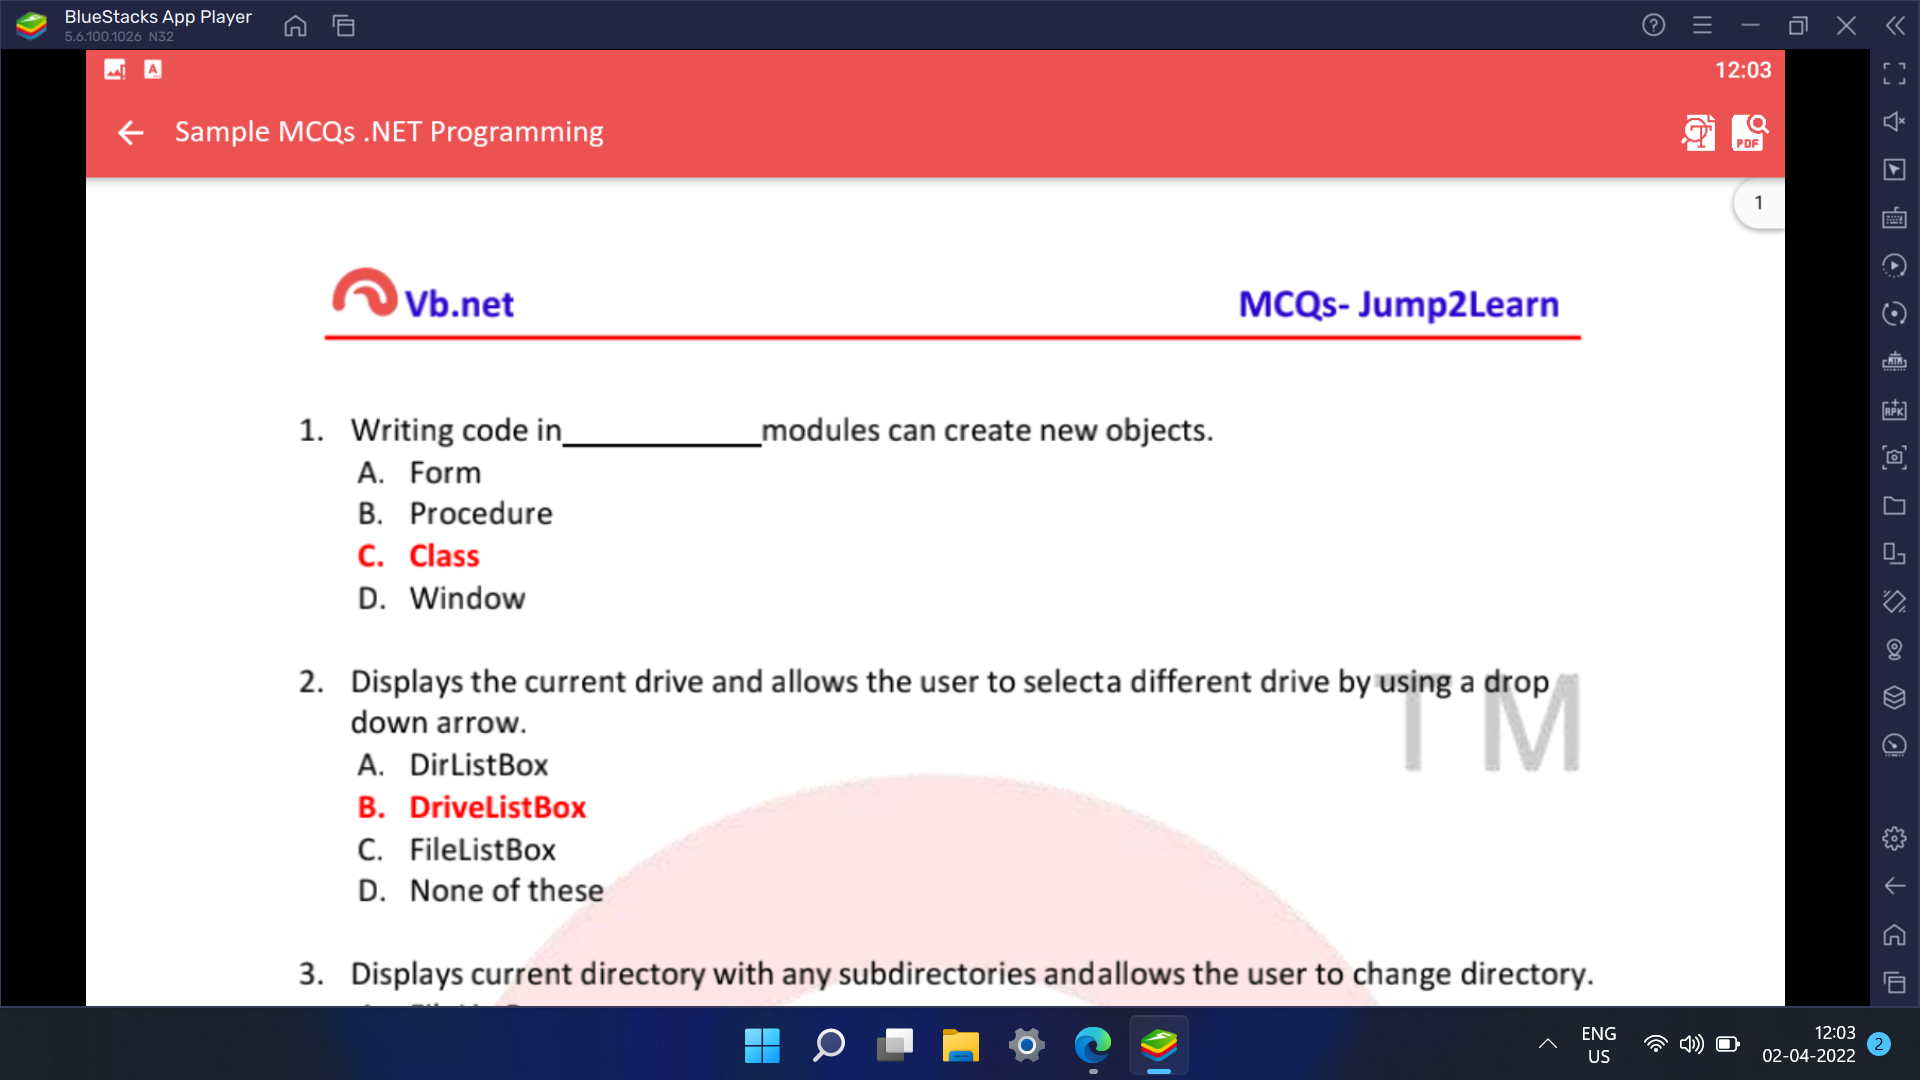 BlueStacks App Player
5.6.100.1026 N32
12:03
Sample MCQs .NET Programming
PDF
1
Vb.net
MCQs- Jump2Learn
1. Writing code in____________modules can create new objects.
A. Form
B. Procedure
C. Class
D. Window
2. Displays the current drive and allows the user to selecta different drive by using a drop
down arrow.
A. DirListBox
B. DriveListBox
C. FileListBox
D. None of these
TM
3. Displays current directory with any subdirectories andallows the user to change directory.
ENG
US
12:03
02-04-2022
2